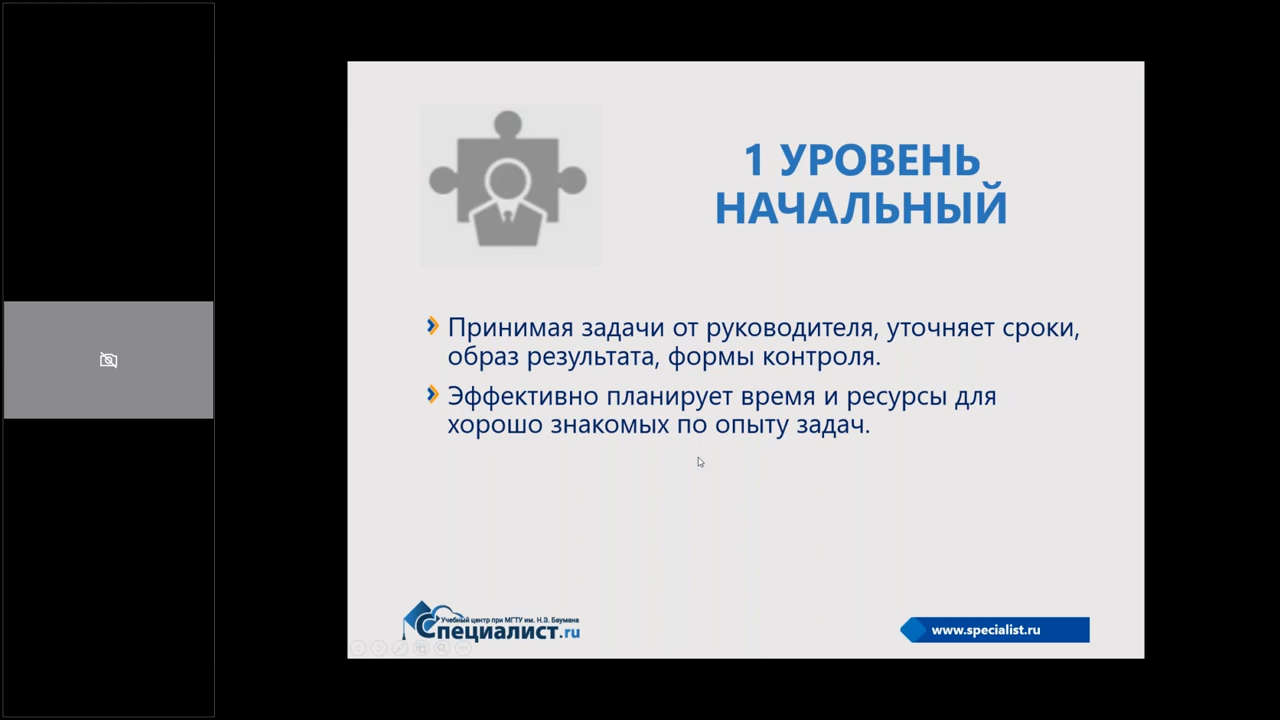 1 УРОВЕНЬ
НАЧАЛЬНЫЙ
Принимая задачи от руководителя, уточняет сроки,
образ результата, формы контроля.
Эффективно планирует время и ресурсы для
хорошо знакомых по опыту задач.
Учебный центр при МГТУ им. Н.Э. Баумана
Специалист.ru
www.specialist.ru